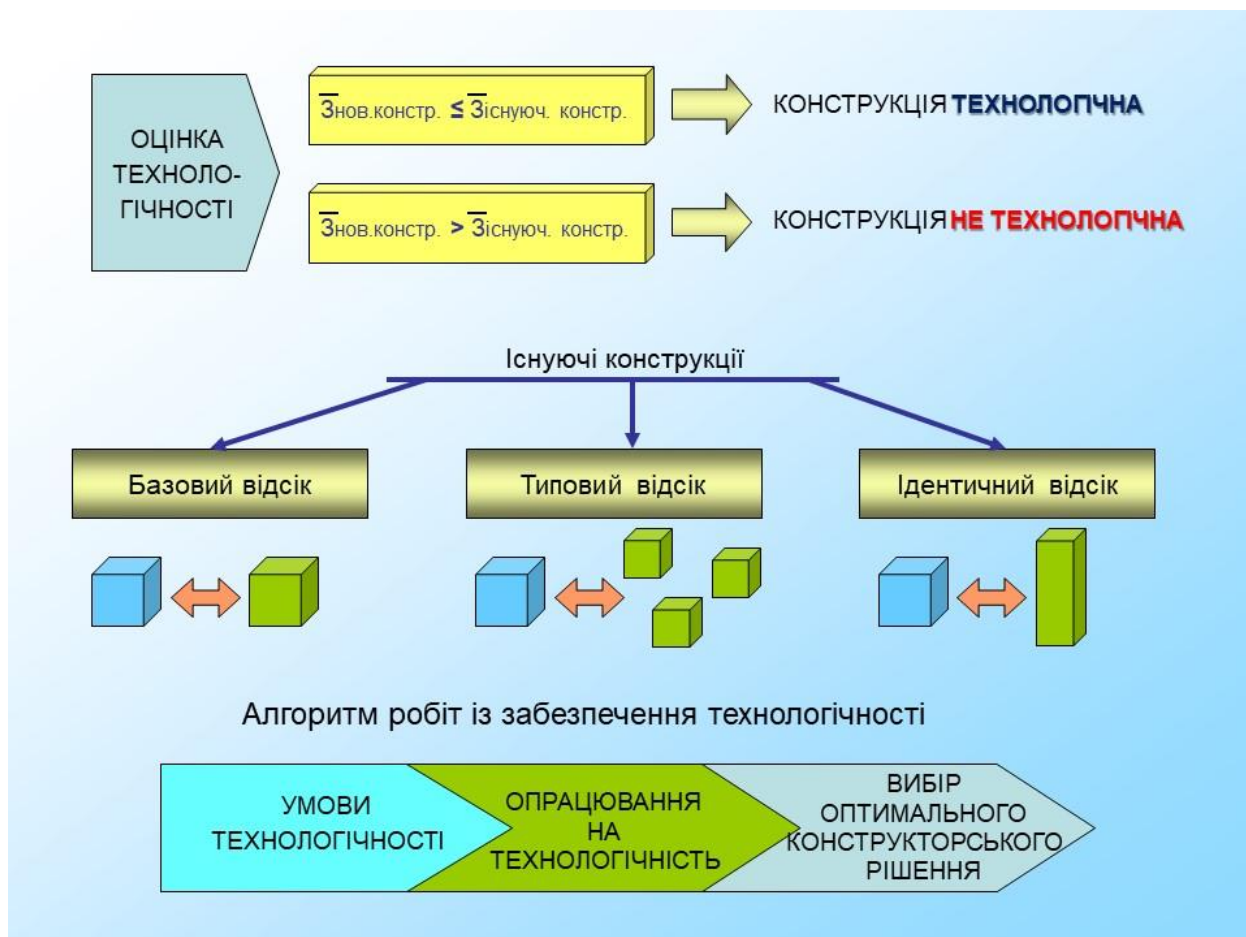 ОЦІНКА
ТЕХНОЛО-
ГІЧНОСТІ
З̅нов.констр. ≤ З̅існуюч. констр.
КОНСТРУКЦІЯ ТЕХНОЛОГІЧНА
З̅нов.констр. > З̅існуюч. констр.
КОНСТРУКЦІЯ НЕ ТЕХНОЛОГІЧНА
Існуючі конструкції
Базовий відсік
Типовий відсік
Ідентичний відсік
Алгоритм робіт із забезпечення технологічності
УМОВИ
ТЕХНОЛОГІЧНОСТІ
ОПРАЦЮВАННЯ
НА
ТЕХНОЛОГІЧНІСТЬ
ВИБІР
ОПТИМАЛЬНОГО
КОНСТРУКТОРСЬКОГО
РІШЕННЯ